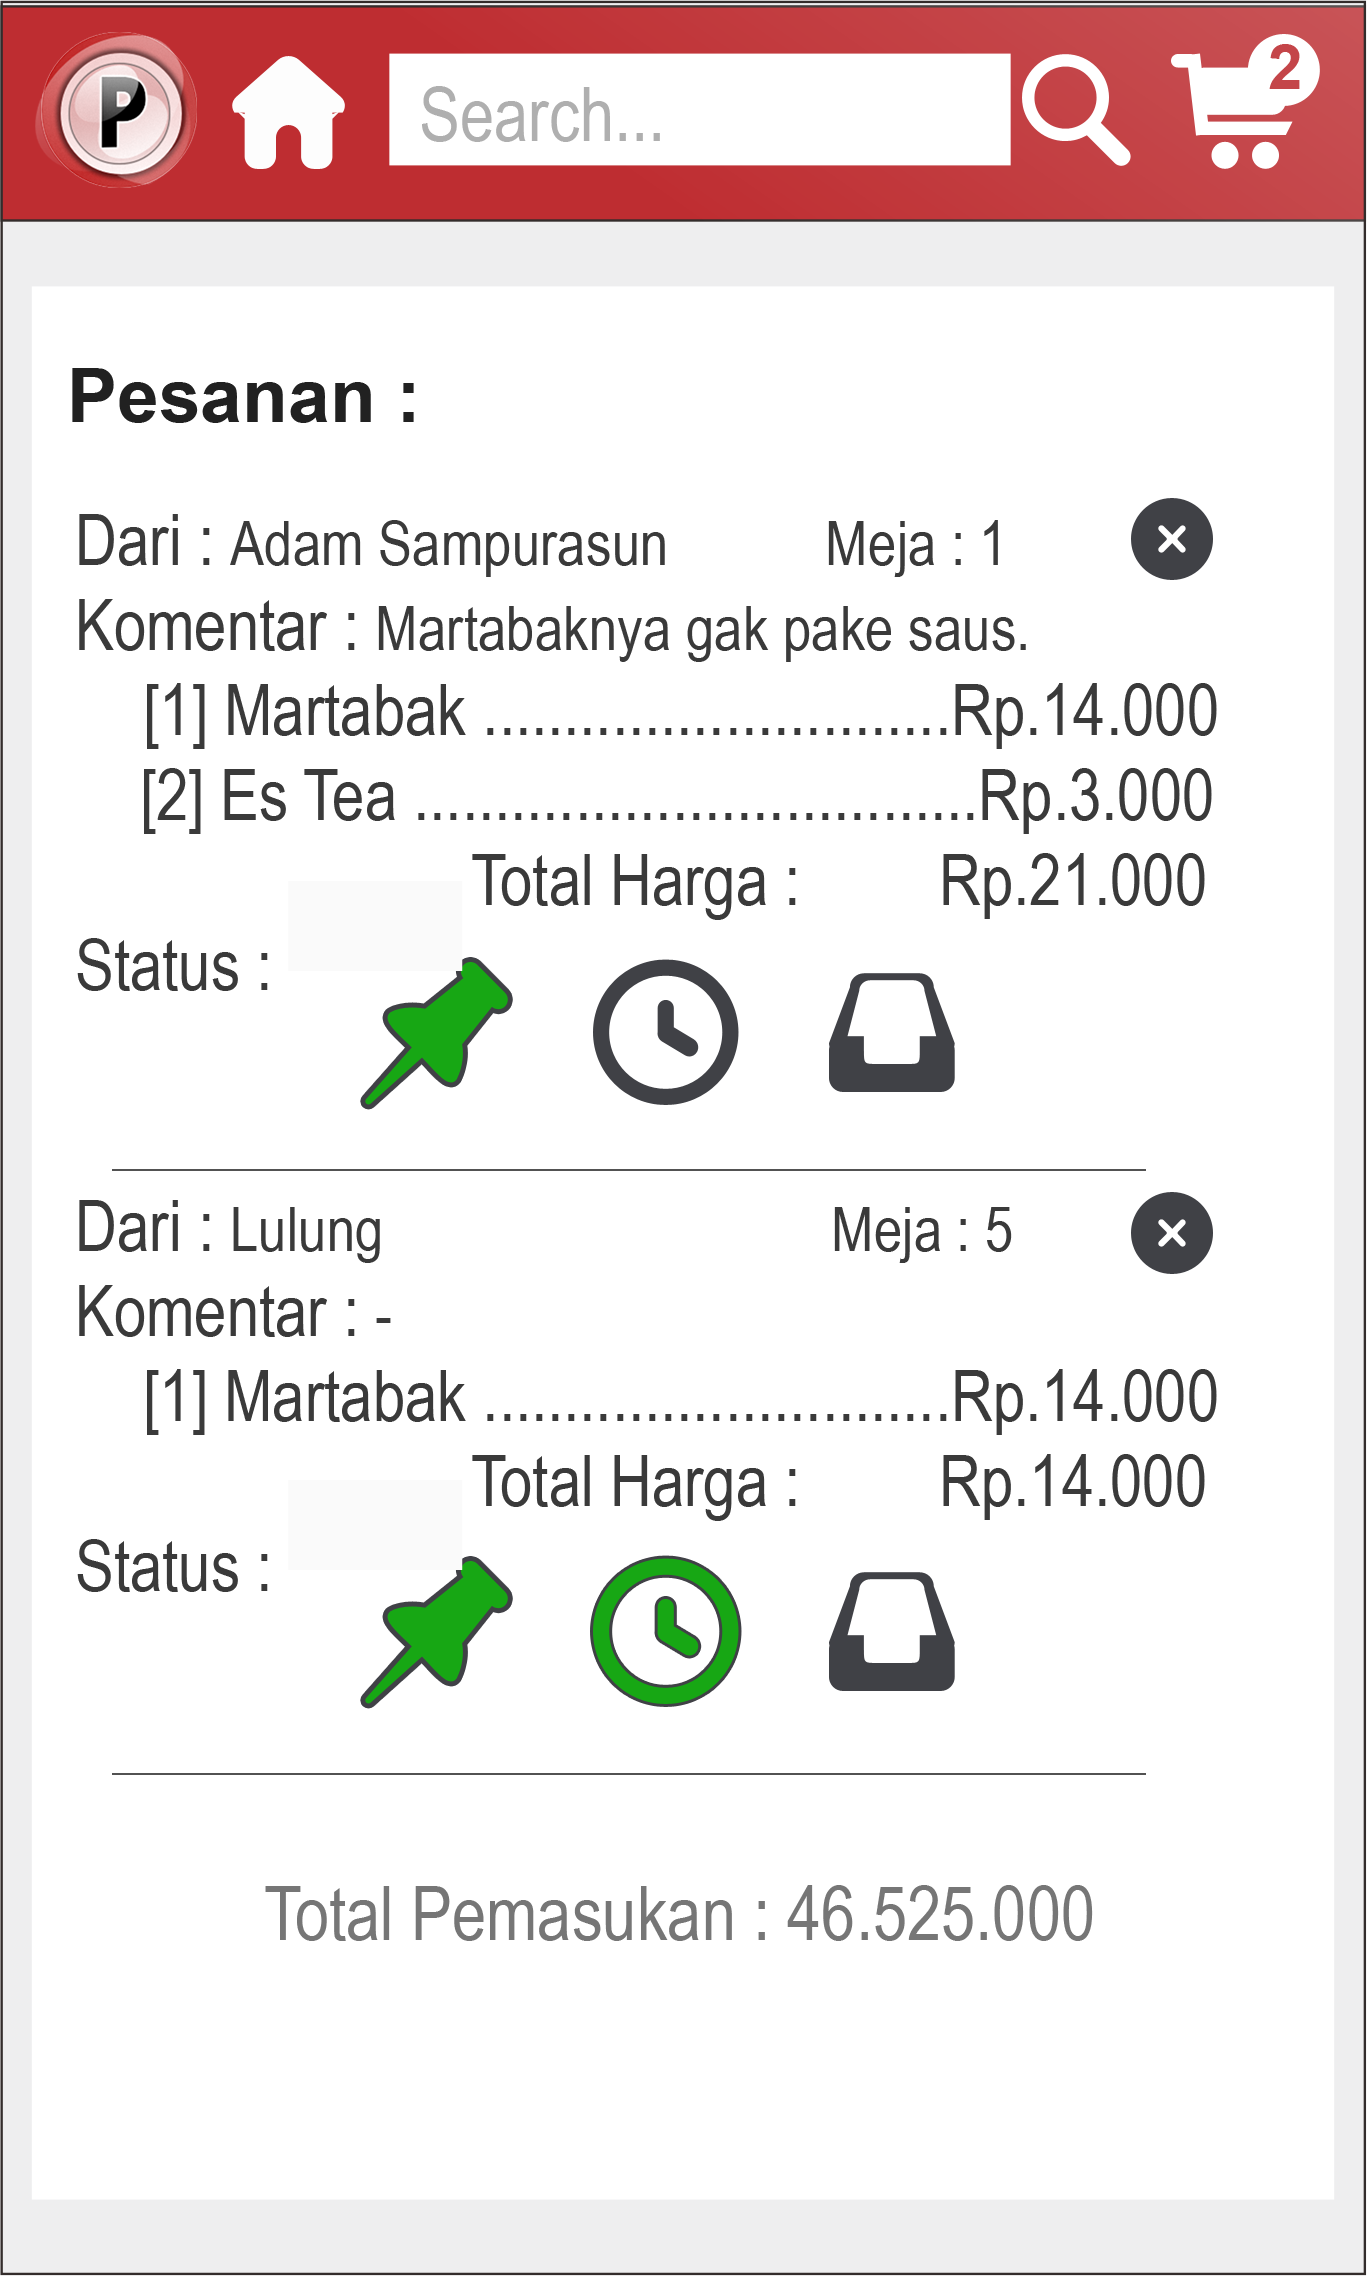 P
Search...
2
Pesanan :
Dari : Adam Sampurasun Meja : 1
Komentar : Martabaknya gak pake saus.
[1] Martabak .............................Rp.14.000
[2] Es Tea ...................................Rp.3.000
Total Harga : Rp.21.000
Status :
Dari : Lulung Meja : 5
Komentar : -
[1] Martabak .............................Rp.14.000
Total Harga : Rp.14.000
Status :
Total Pemasukan : 46.525.000